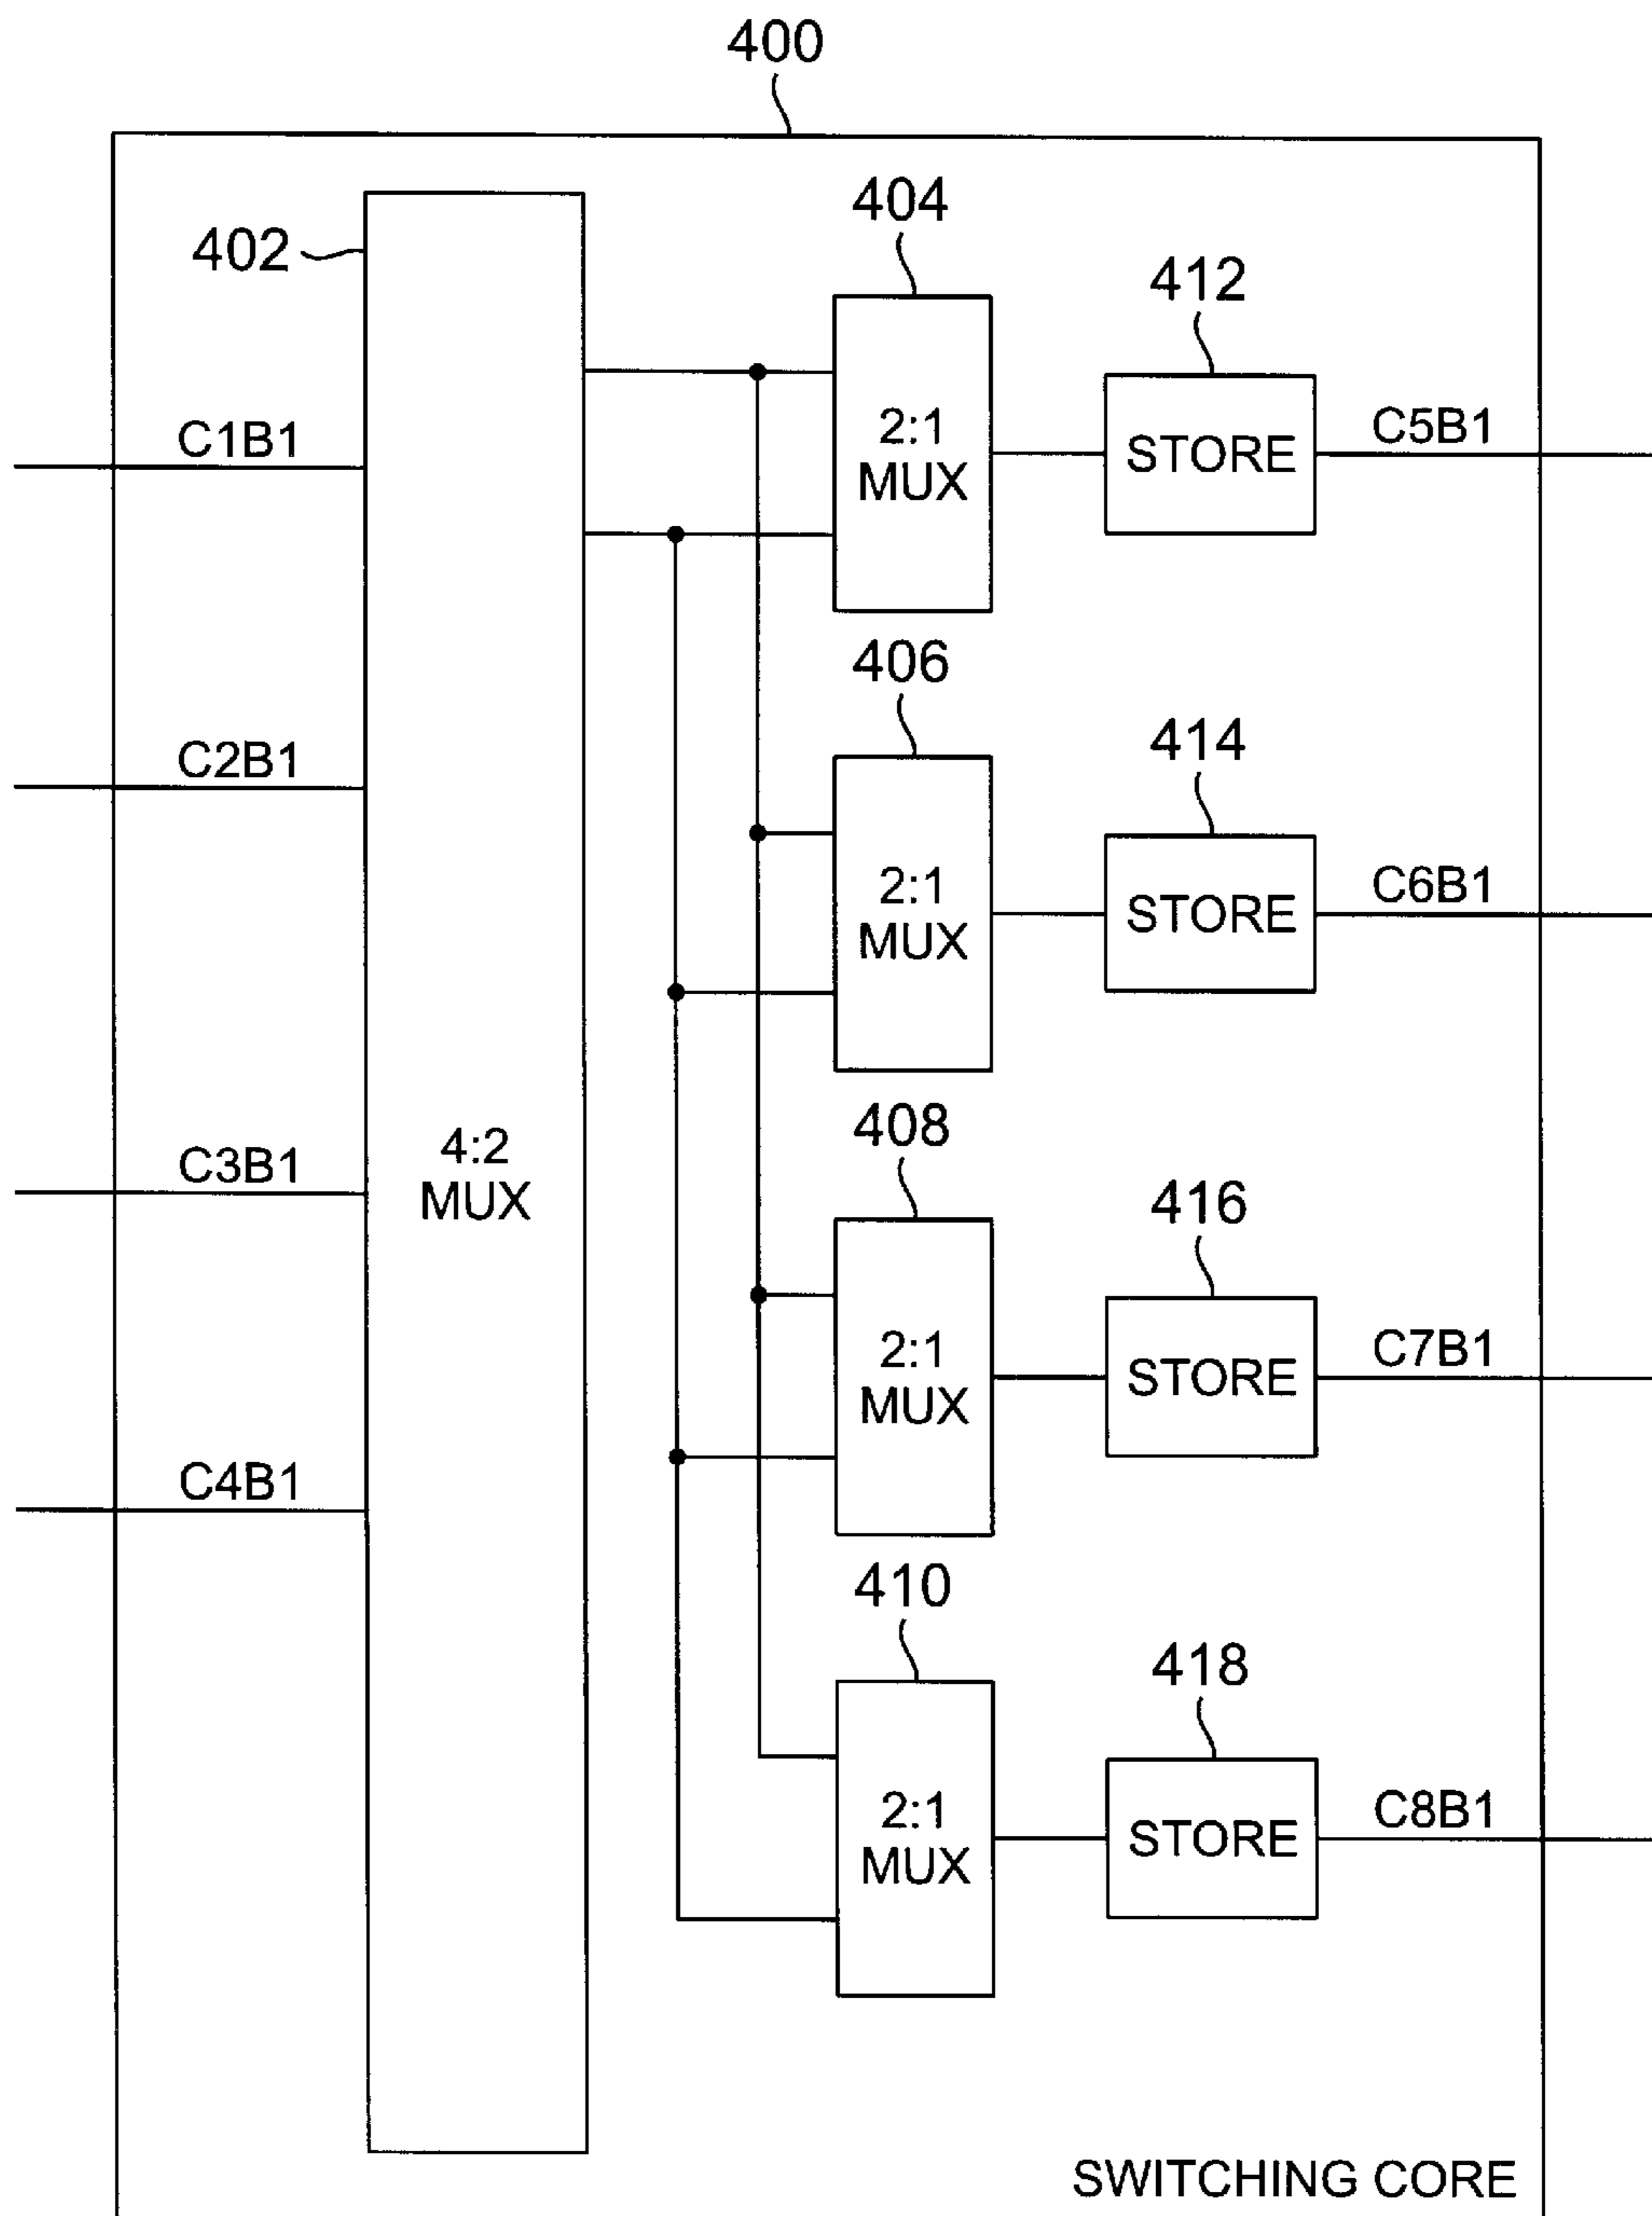 400
402
404
412
2:1
MUX
STORE
C5B1
C1B1
406
414
2:1
MUX
STORE
C6B1
C2B1
408
416
4:2
MUX
2:1
MUX
STORE
C7B1
C3B1
410
418
2:1
MUX
STORE
C8B1
C4B1
SWITCHING CORE